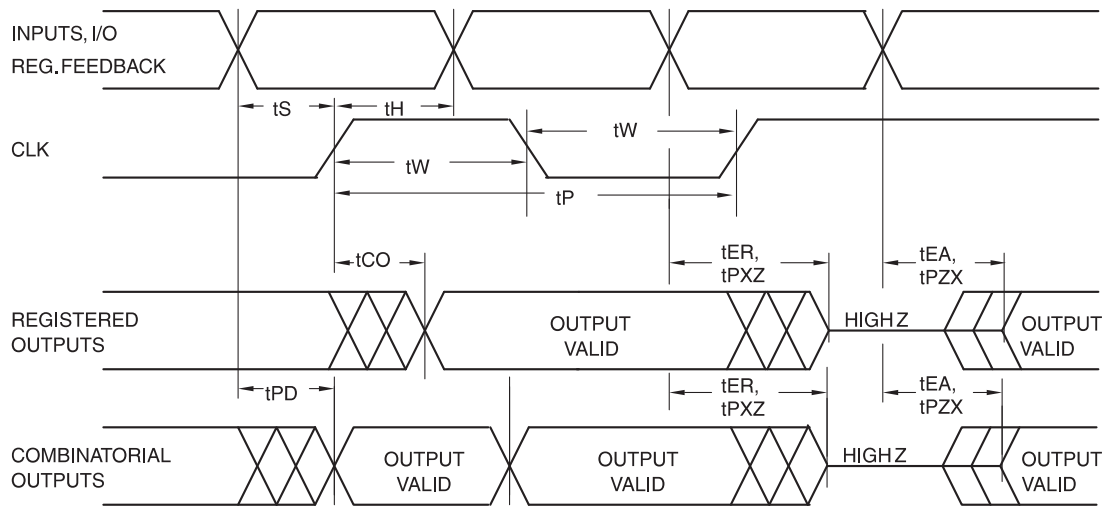 INPUTS, I/O
REG. FEEDBACK
tS
tH
CLK
tW
tW
tP
tCO
tER,
tPXZ
tEA,
tPZX
REGISTERED
OUTPUTS
OUTPUT
VALID
HIGH Z
OUTPUT
VALID
tPD
tER,
tPXZ
tEA,
tPZX
COMBINATORIAL
OUTPUTS
OUTPUT
VALID
OUTPUT
VALID
HIGH Z
OUTPUT
VALID